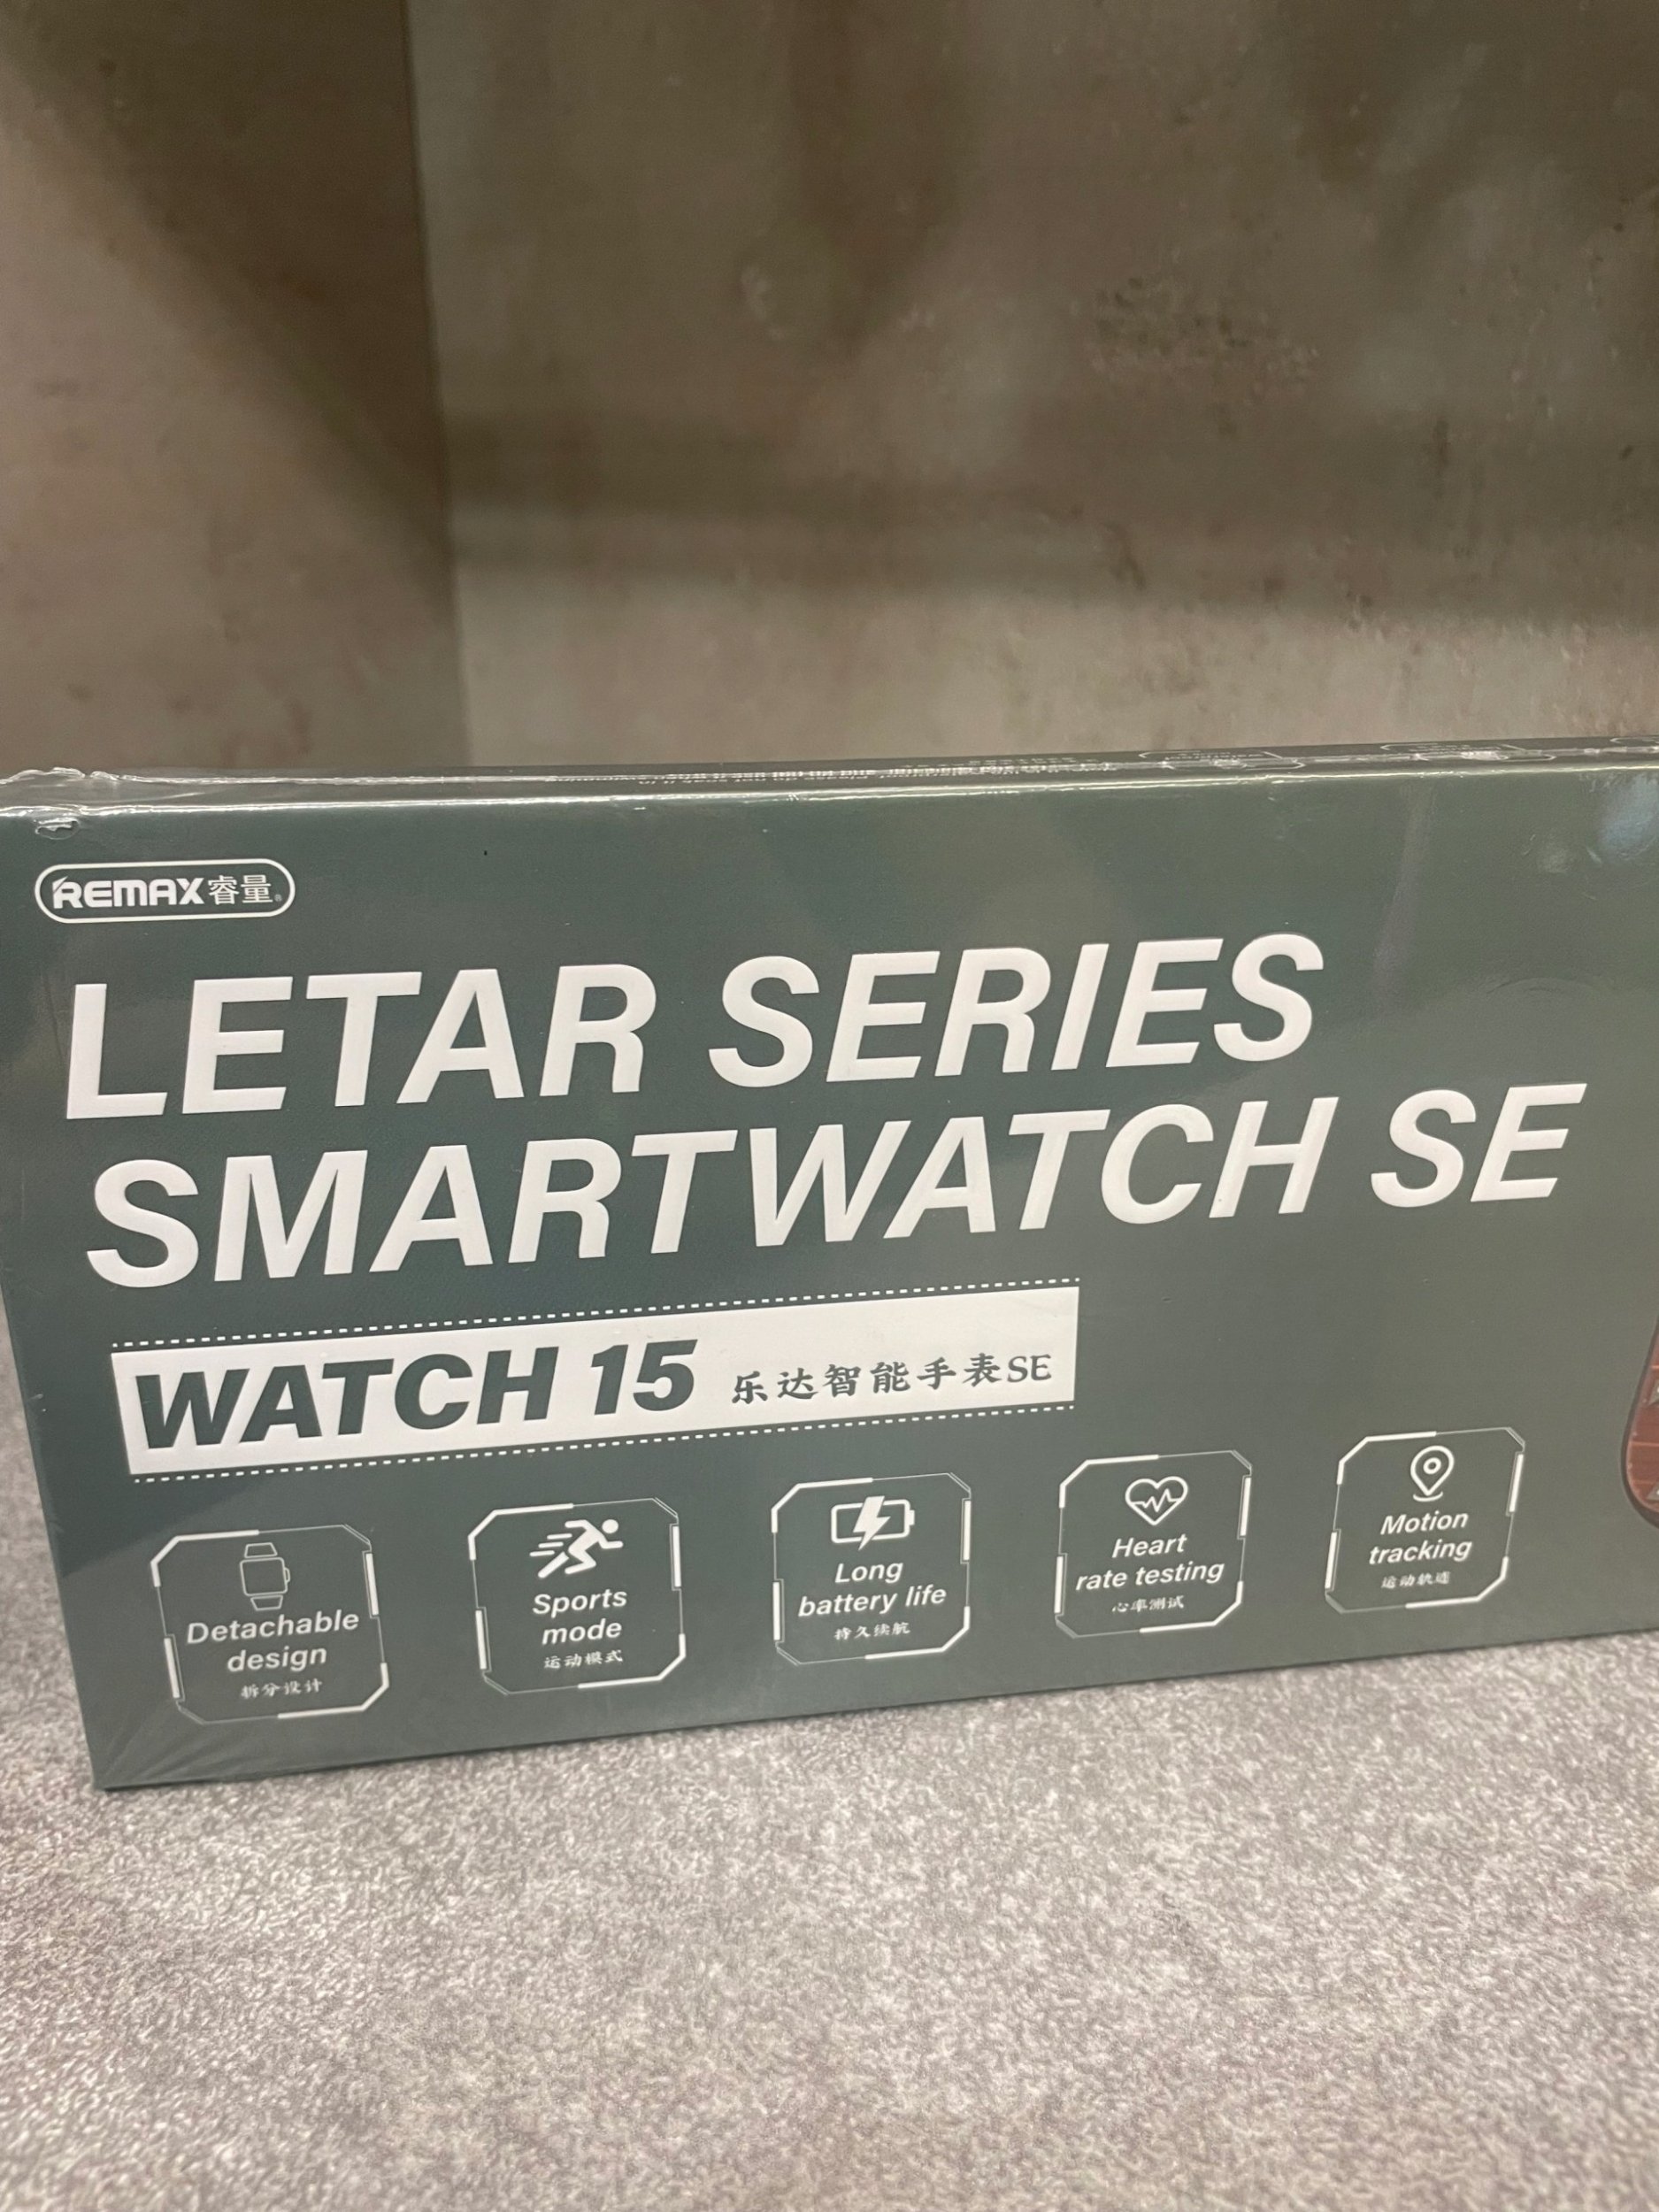 REMAX睿量
LETAR SERIES
SMARTWATCH SE
WATCH 15 乐达智能手表SE
Detachable
design
拆分设计
Sports
mode
运动模式
Long
battery life
持久续航
Heart
rate testing
心率测试
Motion
tracking
运动轨迹